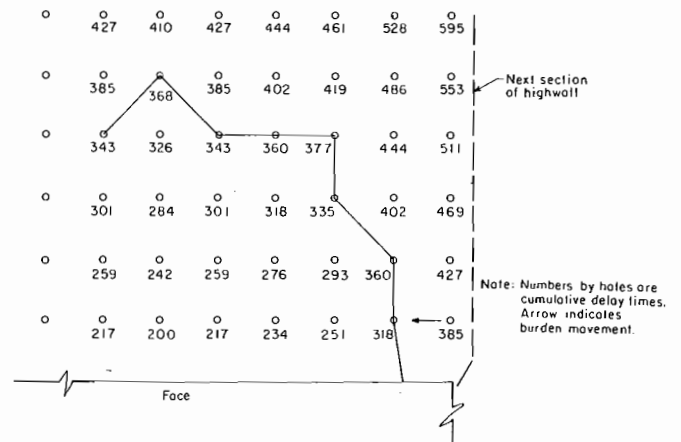 427 410 427 444 461 528 595
385 368 385 402 419 486 553
Next section
of highwall
343 326 343 360 377 444 511
301 284 301 318 335 402 469
259 242 259 276 293 360 427
Note: Numbers by holes are
cumulative delay times.
Arrow indicates
burden movement.
217 200 217 234 251 318 385
Face